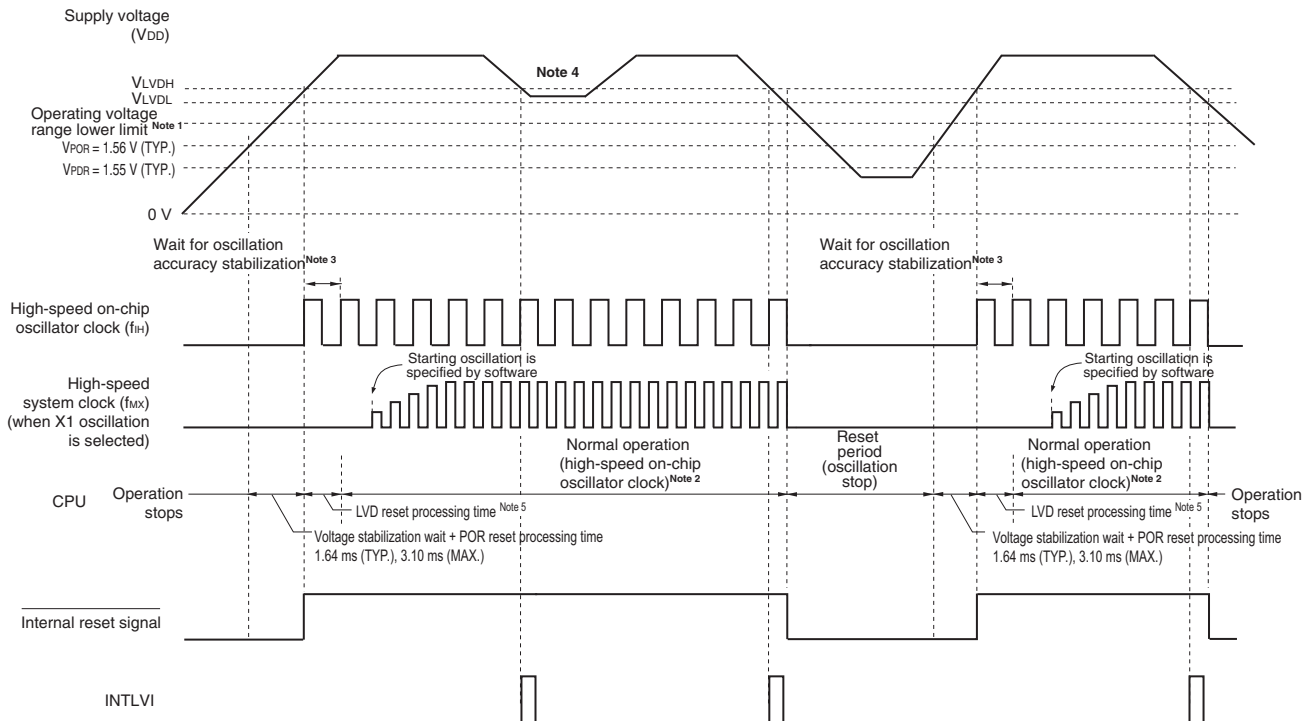 Supply voltage
(VDD)
VLVDH
VLVDL
Note 4
Operating voltage
range lower limit Note 1
VPOR = 1.56 V (TYP.)
VPDR = 1.55 V (TYP.)
0 V
Wait for oscillation
accuracy stabilization Note 3
Wait for oscillation
accuracy stabilization Note 3
High-speed on-chip
oscillator clock (fIH)
Starting oscillation is
specified by software
Starting oscillation is
specified by software
High-speed
system clock (fMX)
(when X1 oscillation
is selected)
Normal operation
(high-speed on-chip
oscillator clock) Note 2
Reset
period
(oscillation
stop)
Normal operation
(high-speed on-chip
oscillator clock) Note 2
CPU
Operation
stops
Operation
stops
LVD reset processing time Note 5
LVD reset processing time Note 5
Voltage stabilization wait + POR reset processing time
1.64 ms (TYP.), 3.10 ms (MAX.)
Voltage stabilization wait + POR reset processing time
1.64 ms (TYP.), 3.10 ms (MAX.)
Internal reset signal
INTLVI